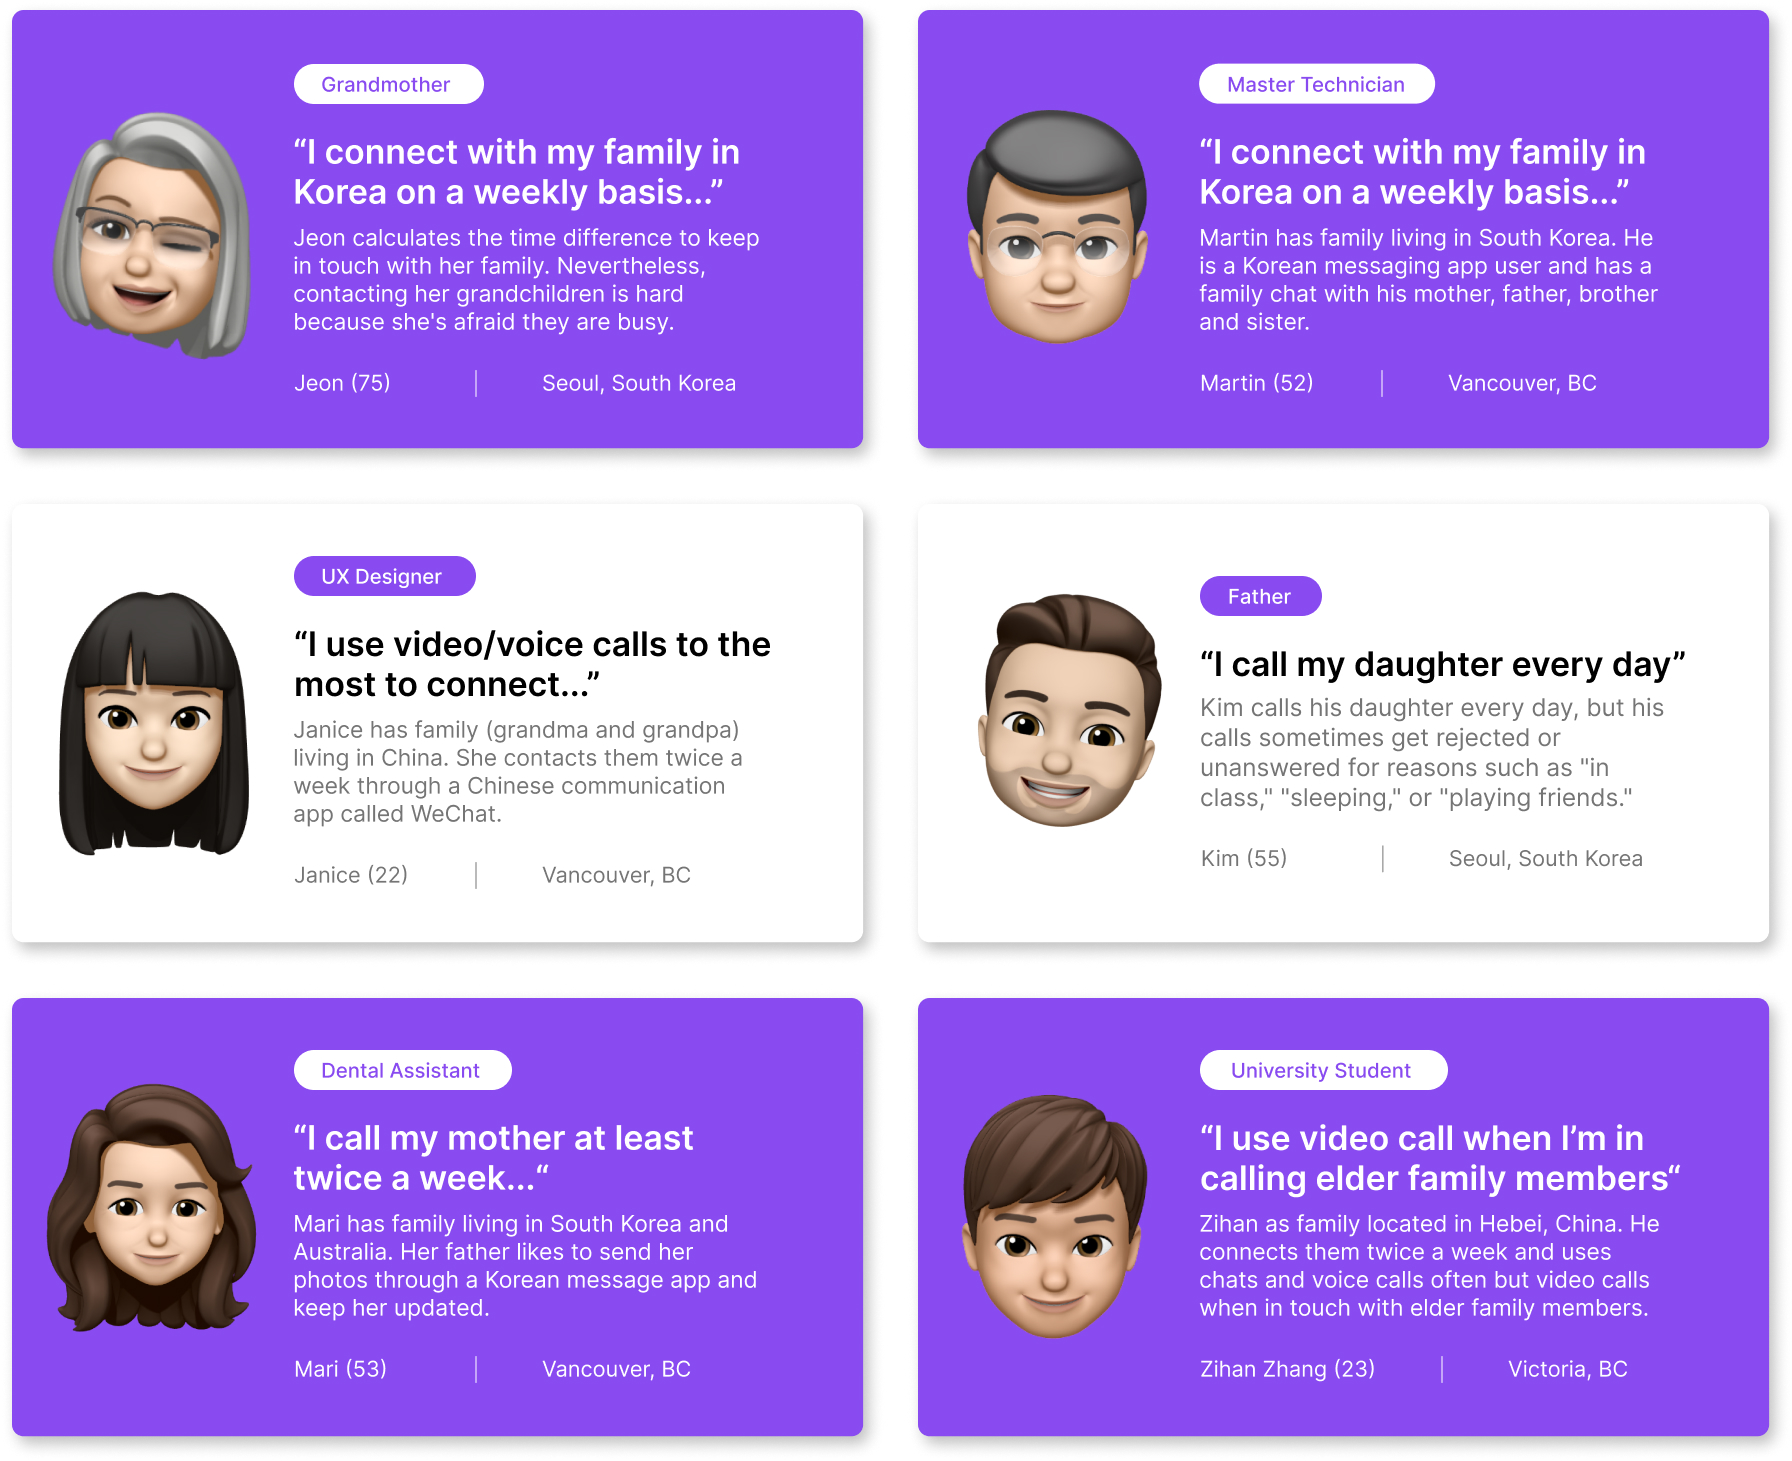 Grandmother
“I connect with my family in
Korea on a weekly basis...”
Jeon calculates the time difference to keep
in touch with her family. Nevertheless,
contacting her grandchildren is hard
because she's afraid they are busy.
Jeon (75)
Seoul, South Korea
Master Technician
“I connect with my family in
Korea on a weekly basis...”
Martin has family living in South Korea. He
is a Korean messaging app user and has a
family chat with his mother, father, brother
and sister.
Martin (52)
Vancouver, BC
UX Designer
“I use video/voice calls to the
most to connect...”
Janice has family (grandma and grandpa)
living in China. She contacts them twice a
week through a Chinese communication
app called WeChat.
Janice (22)
Vancouver, BC
Father
“I call my daughter every day”
Kim calls his daughter every day, but his
calls sometimes get rejected or
unanswered for reasons such as "in
class," "sleeping," or "playing friends."
Kim (55)
Seoul, South Korea
Dental Assistant
“I call my mother at least
twice a week...“
Mari has family living in South Korea and
Australia. Her father likes to send her
photos through a Korean message app and
keep her updated.
Mari (53)
Vancouver, BC
University Student
“I use video call when I’m in
calling elder family members“
Zihan as family located in Hebei, China. He
connects them twice a week and uses
chats and voice calls often but video calls
when in touch with elder family members.
Zihan Zhang (23)
Victoria, BC